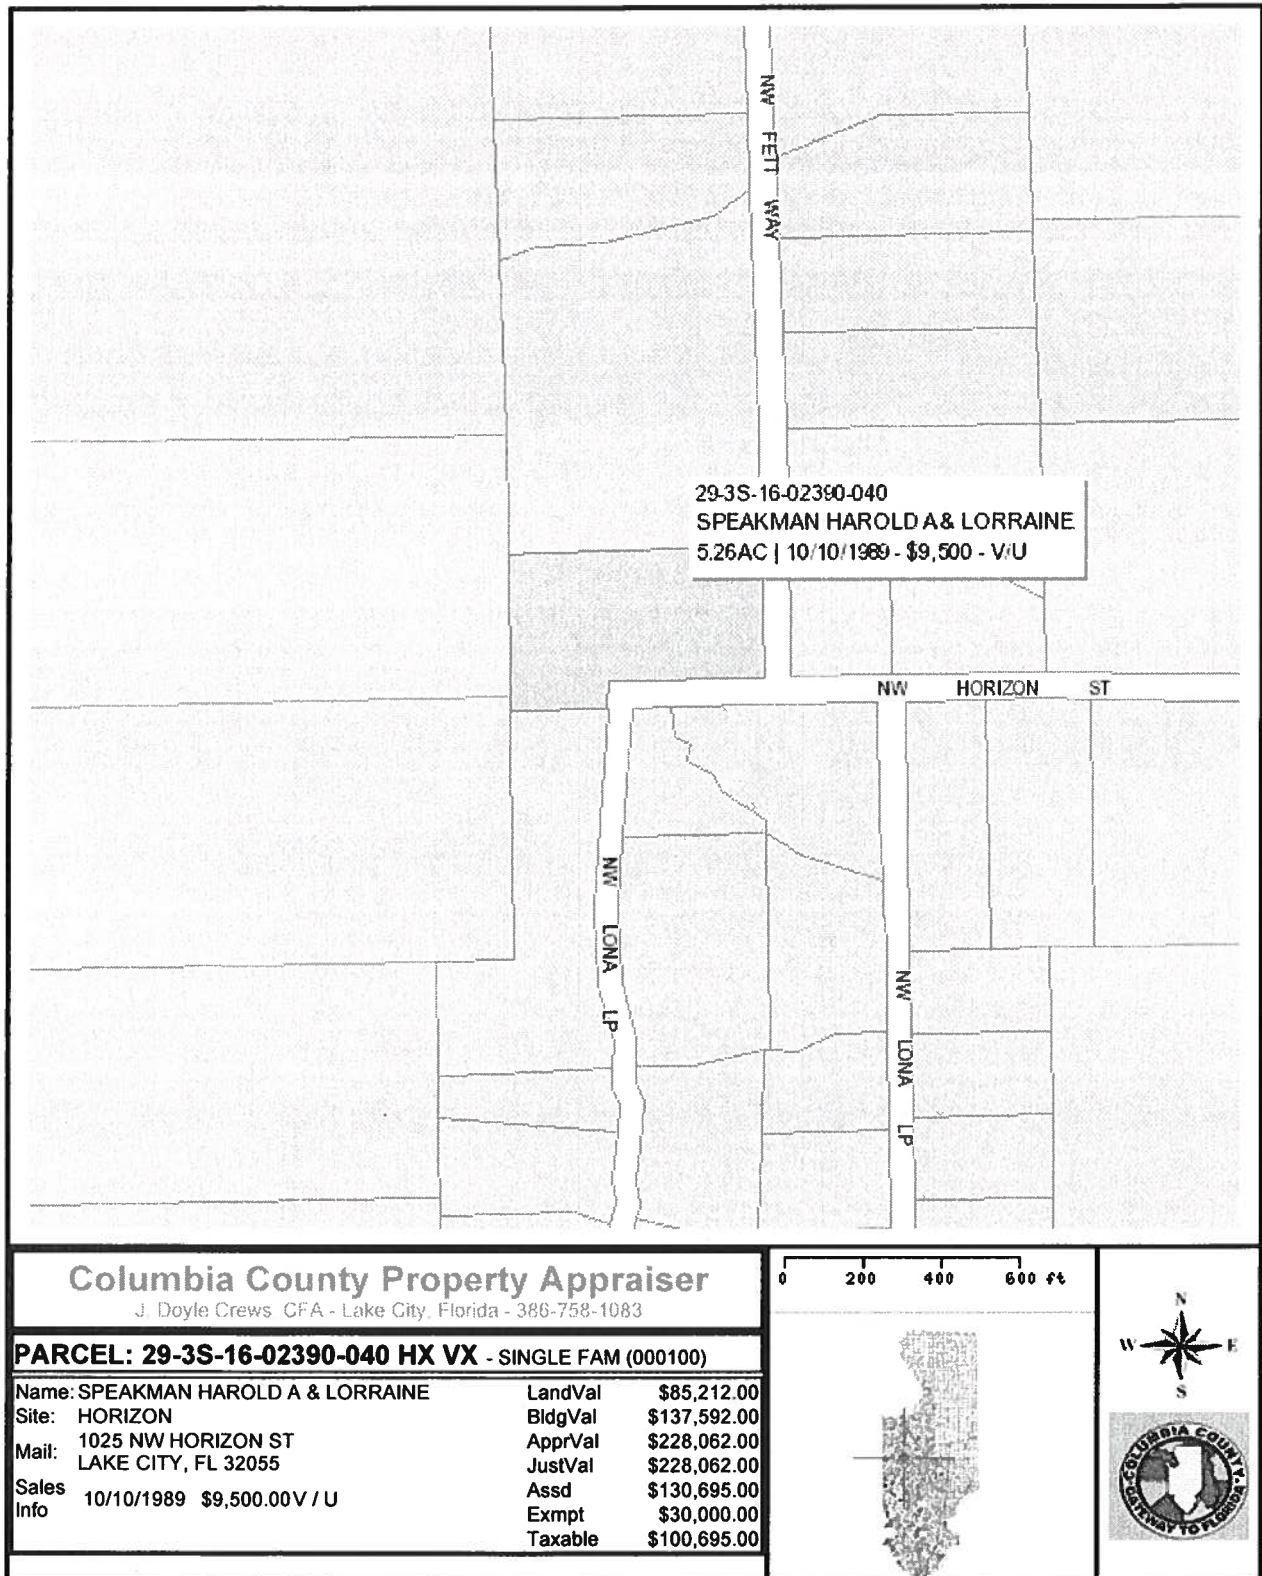 NW FETT WAY
29-3S-16-02390-040
SPEAKMAN HAROLD A & LORRAINE
5.26AC | 10/10/1989 - $9,500 - V/U
NW HORIZON ST
NW LONA LP
NW LONA LP
Columbia County Property Appraiser
J. Doyle Crews CFA - Lake City, Florida - 386-758-1083
PARCEL: 29-3S-16-02390-040 HX VX - SINGLE FAM (000100)
Name: SPEAKMAN HAROLD A & LORRAINE
Site: HORIZON
Mail: 1025 NW HORIZON ST
LAKE CITY, FL 32055
Sales Info 10/10/1989 $9,500.00 V / U
LandVal $85,212.00
BldgVal $137,592.00
ApprVal $228,062.00
JustVal $228,062.00
Assd $130,695.00
Exmpt $30,000.00
Taxable $100,695.00
0 200 400 600 ft
N
W E
S
COLUMBIA COUNTY
GATEWAY TO FLORIDA